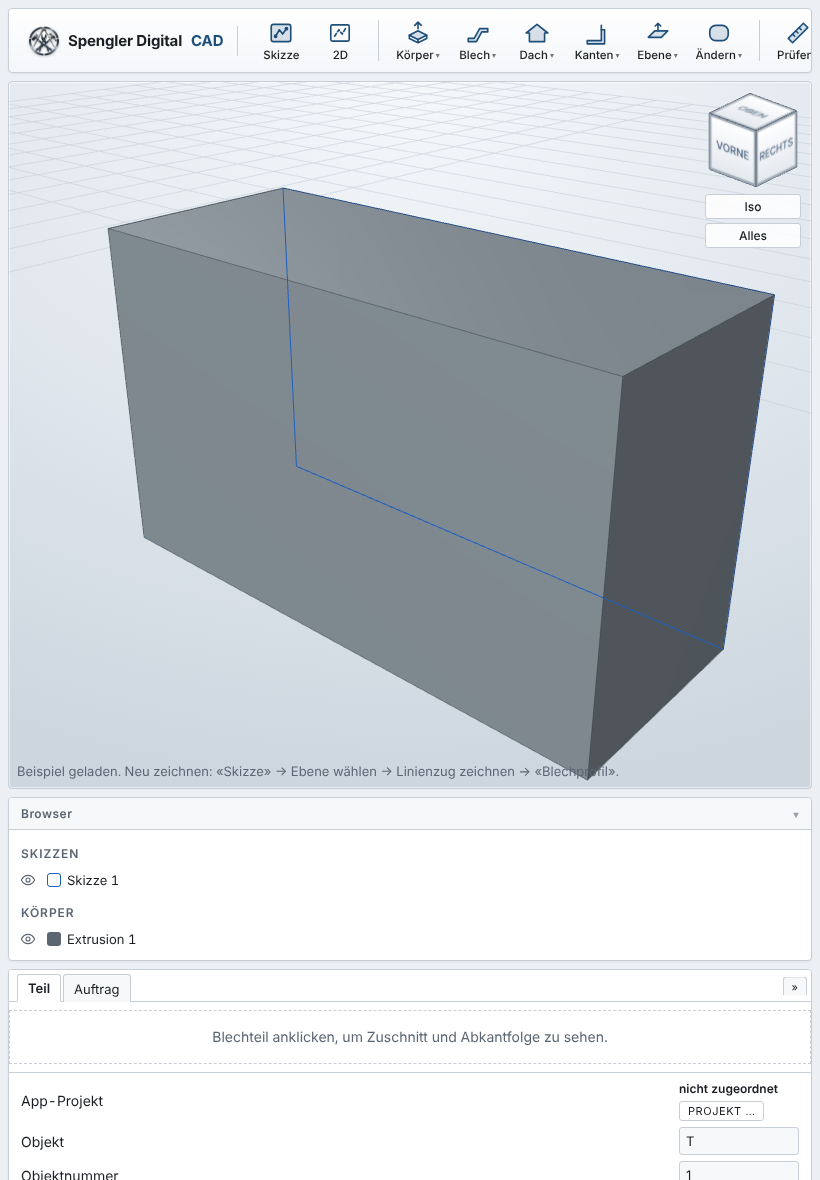 Spengler Digital CAD
Skizze 2D Körper Blech Dach Kanten Ebene Ändern Prüfen
OBEN
VORNE RECHTS
Iso
Alles
Beispiel geladen. Neu zeichnen: «Skizze» → Ebene wählen → Linienzug zeichnen → «Blechprofil».
Browser
SKIZZEN
Skizze 1
KÖRPER
Extrusion 1
Teil Auftrag »
Blechteil anklicken, um Zuschnitt und Abkantfolge zu sehen.
nicht zugeordnet
App-Projekt
PROJEKT ...
Objekt T
Objektnummer 1